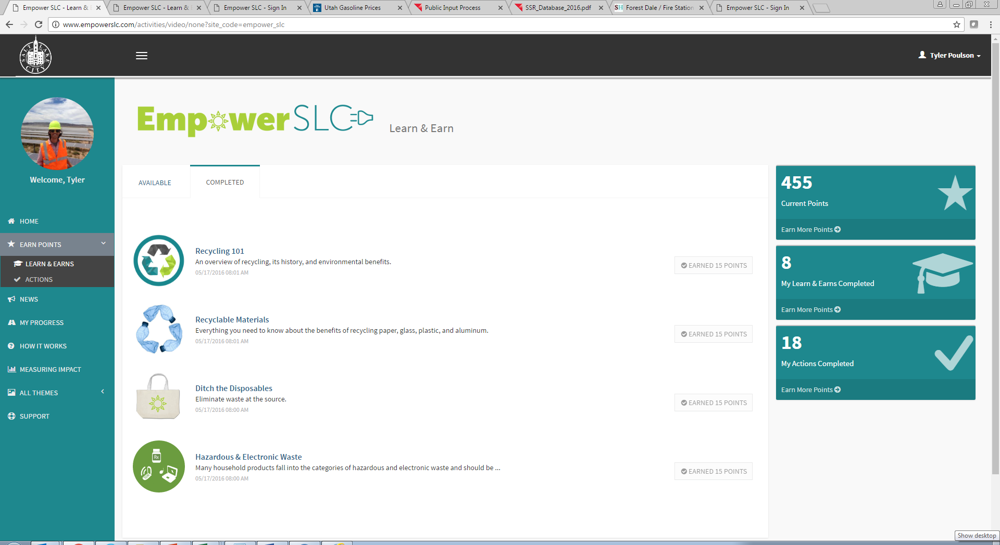 Empower SLC - Learn & E
Empower SLC - Learn & E
Empower SLC - Sign In
Utah Gasoline Prices
Public Input Process
SSR_Database_2016.pdf
SH Forest Dale / Fire Station
Empower SLC - Sign In
www.empowerslc.com/activities/video/none?site_code=empower_slc
SALT LAKE CITY
Tyler Poulson
Welcome, Tyler
HOME
EARN POINTS
LEARN & EARNS
ACTIONS
NEWS
MY PROGRESS
HOW IT WORKS
MEASURING IMPACT
ALL THEMES
SUPPORT
Empower SLC
Learn & Earn
AVAILABLE
COMPLETED
Recycling 101
An overview of recycling, its history, and environmental benefits.
05/17/2016 08:01 AM
EARNED 15 POINTS
Recyclable Materials
Everything you need to know about the benefits of recycling paper, glass, plastic, and aluminum.
05/17/2016 08:01 AM
EARNED 15 POINTS
Ditch the Disposables
Eliminate waste at the source.
05/17/2016 08:00 AM
EARNED 15 POINTS
Rx
Hazardous & Electronic Waste
Many household products fall into the categories of hazardous and electronic waste and should be ...
05/17/2016 08:00 AM
EARNED 15 POINTS
455
Current Points
Earn More Points
8
My Learn & Earns Completed
Earn More Points
18
My Actions Completed
Earn More Points
Show desktop